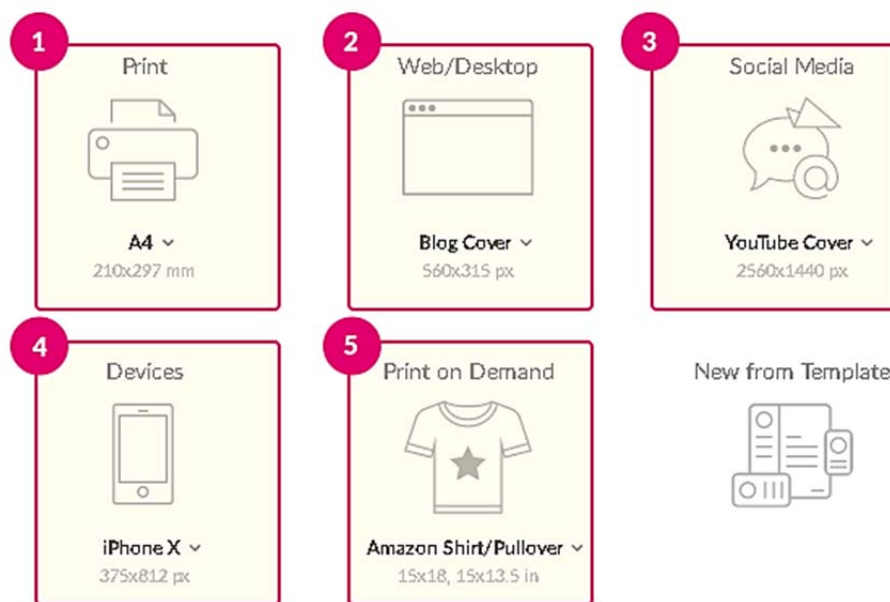 1
Print
A4
210x297 mm
2
Web/Desktop
Blog Cover
560x315 px
3
Social Media
YouTube Cover
2560x1440 px
4
Devices
iPhone X
375x812 px
5
Print on Demand
Amazon Shirt/Pullover
15x18, 15x13.5 in
New from Template